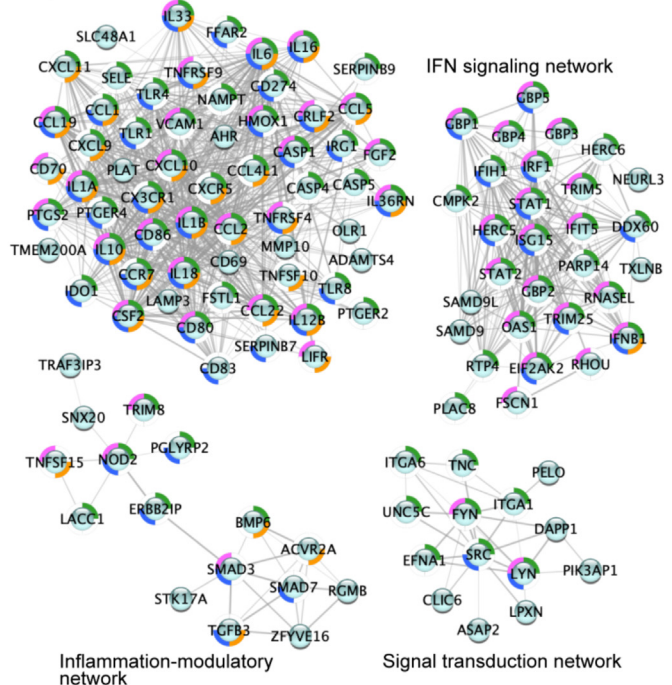 IL33
SLC48A1
FFAR2
IL6
IL16
CXCL11
SELE
TNFRSF9
CD274
SERPINB9
TLR4
NAMPT
CCL19
CCL1
VCAM1
HMOX1
CRLF2
CCL5
TLR1
AHR
CXCL9
CASP1
IRG1
FGF2
CD70
PLAT
CXCL10
CCL4L1
IL1A
CX3CR1
CXCR5
CASP4
CASP5
IL36RN
PTGS2
PTGER4
IL1B
CCL2
TNFRSF4
OLR1
CD86
MMP10
TMEM200A
IL10
CCR7
IL18
CD69
TNFSF10
ADAMTS4
IDO1
LAMP3
FSTL1
TLR8
CSF2
CD80
CCL22
IL12B
PTGER2
SERPINB7
CD83
LIFR
IFN signaling network
GBP5
GBP1
GBP4
GBP3
HERC6
IFIH1
IRF1
NEURL3
CMPK2
STAT1
TRIM5
HERC5
ISG15
IFIT5
DDX60
STAT2
PARP14
TXLNB
GBP2
RNASEL
SAMD9L
SAMD9
OAS1
TRIM25
IFNB1
RTP4
EIF2AK2
RHOU
PLAC8
FSCN1
TRAF3IP3
SNX20
TRIM8
TNFSF15
NOD2
PGLYRP2
LACC1
ERBB2IP
BMP6
ACVR2A
SMAD3
SMAD7
RGMB
STK17A
TGFB3
ZFYVE16
Inflammation-modulatory
network
ITGA6
TNC
PELO
UNC5C
FYN
ITGA1
DAPP1
EFNA1
SRC
LYN
PIK3AP1
CLIC6
LPXN
ASAP2
Signal transduction network